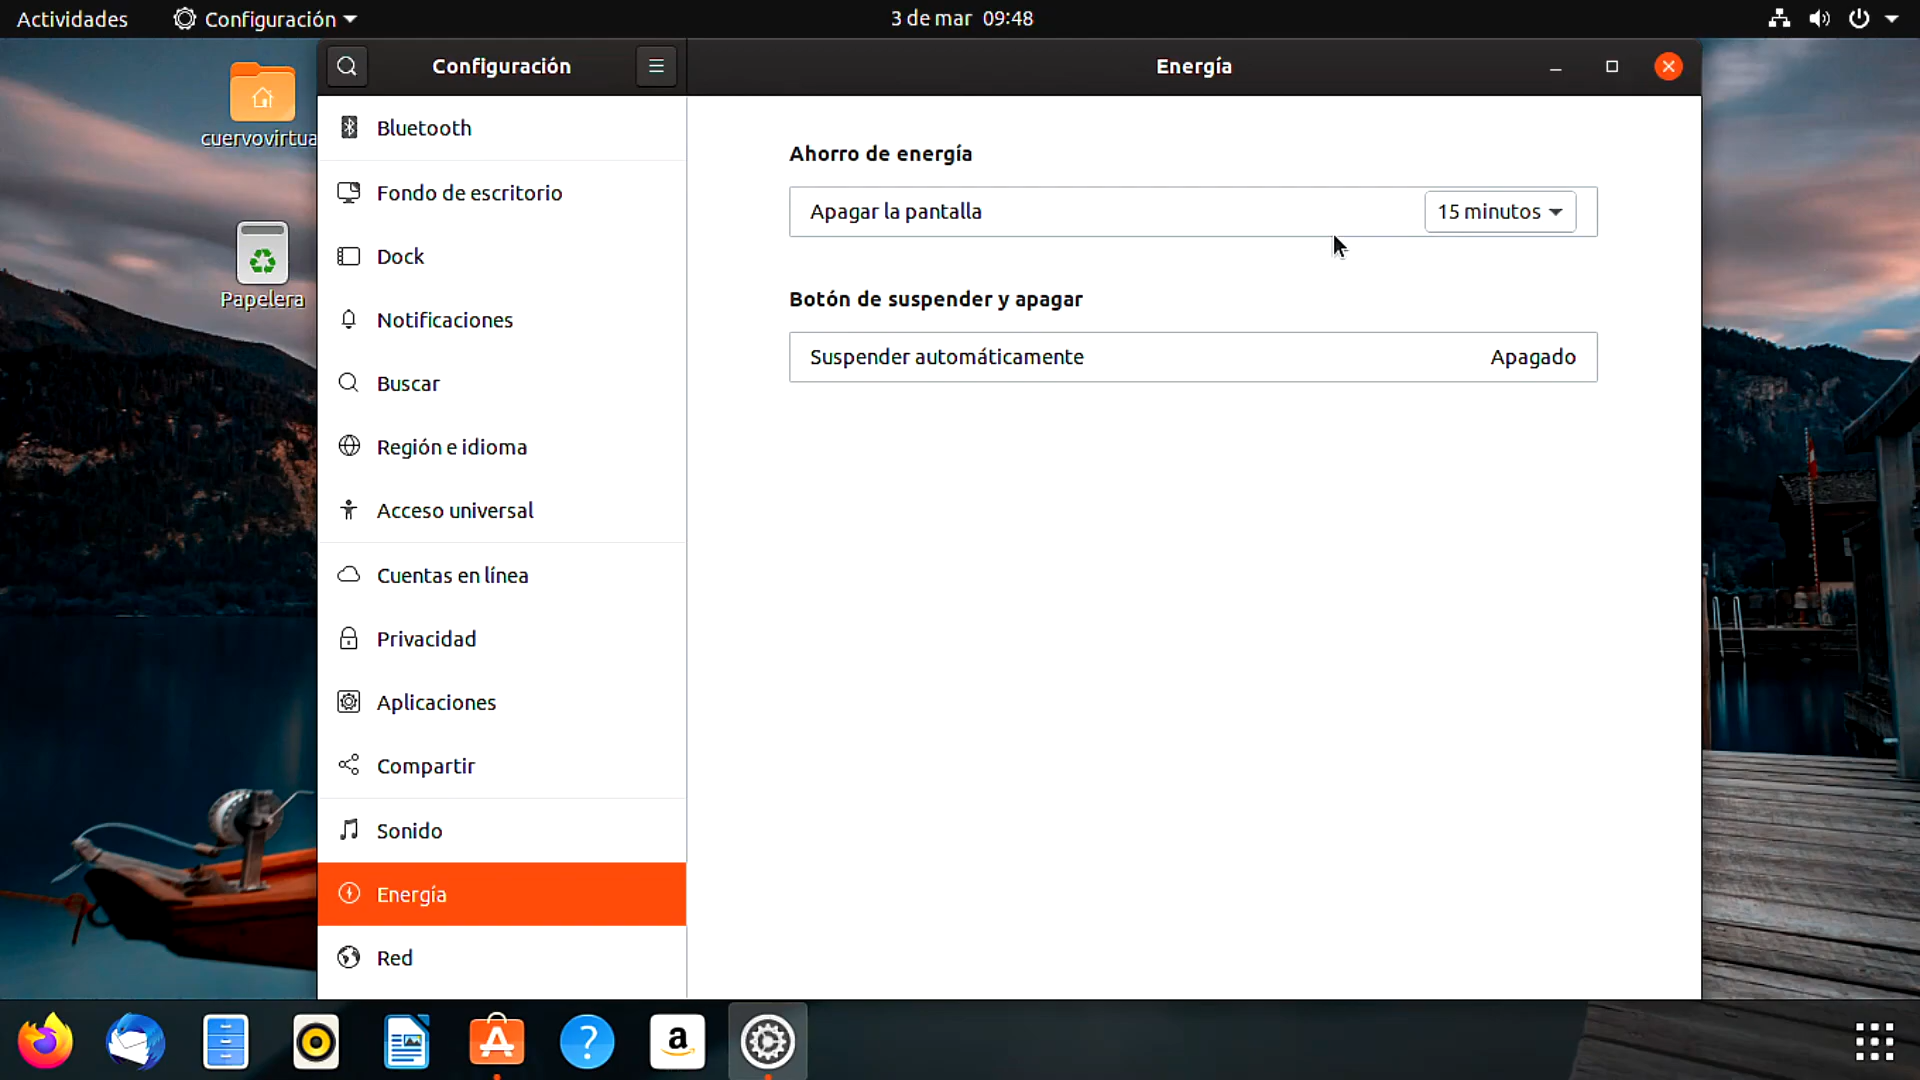 Actividades
Configuración
3 de mar 09:48
cuervovirtua
Papelera
Configuración
Energía
Bluetooth
Fondo de escritorio
Dock
Notificaciones
Buscar
Región e idioma
Acceso universal
Cuentas en línea
Privacidad
Aplicaciones
Compartir
Sonido
Energía
Red
Ahorro de energía
Apagar la pantalla
15 minutos
Botón de suspender y apagar
Suspender automáticamente
Apagado
?
a